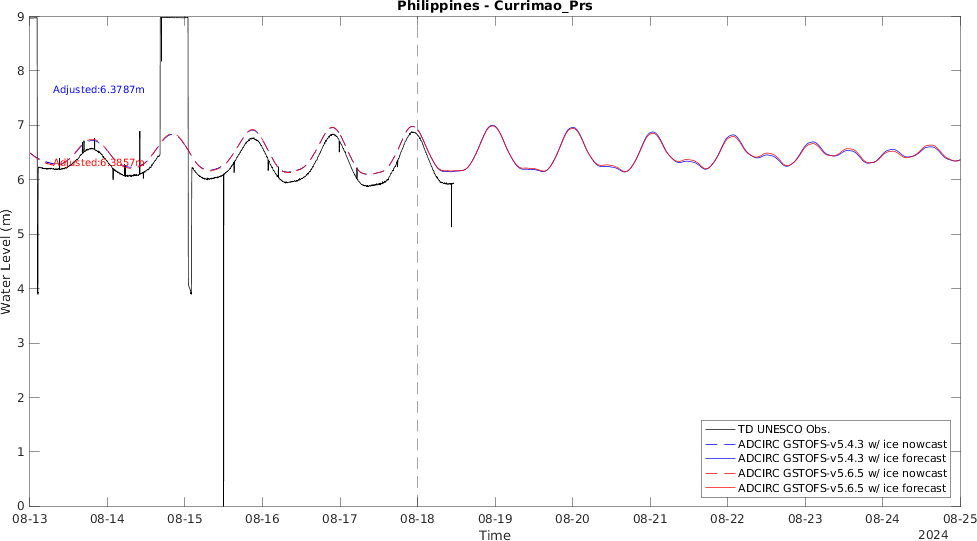 Philippines - Currimao_Prs
9
8
7
6
5
4
3
2
1
0
Water Level (m)
Adjusted:6.3787m
Adjusted:6.3857m
TD UNESCO Obs.
ADCIRC GSTOFS-v5.4.3 w/ ice nowcast
ADCIRC GSTOFS-v5.4.3 w/ ice forecast
ADCIRC GSTOFS-v5.6.5 w/ ice nowcast
ADCIRC GSTOFS-v5.6.5 w/ ice forecast
08-13 08-14 08-15 08-16 08-17 08-18 08-19 08-20 08-21 08-22 08-23 08-24 08-25
Time
2024